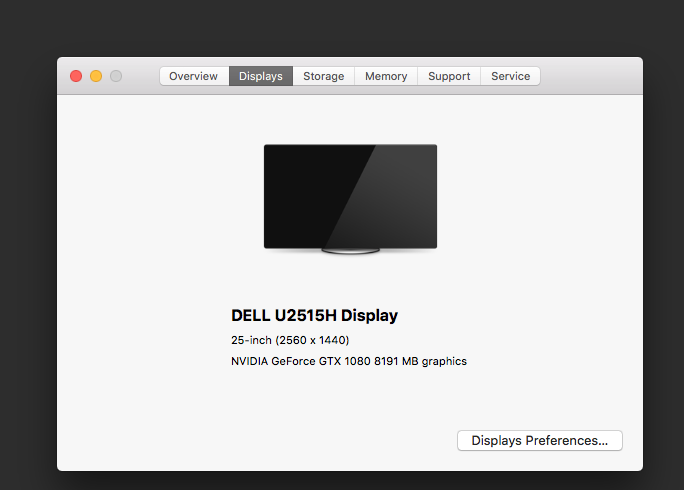 Overview Displays Storage Memory Support Service
DELL U2515H Display
25-inch (2560 x 1440)
NVIDIA GeForce GTX 1080 8191 MB graphics
Displays Preferences...